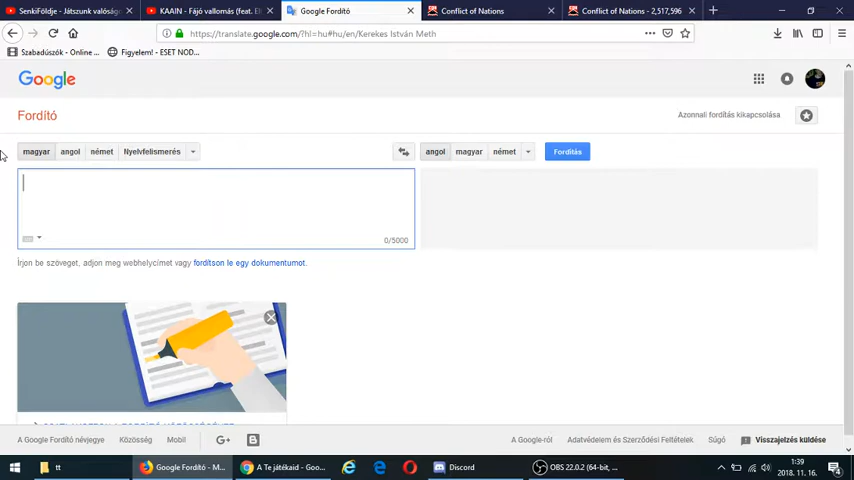 SenkiFöldje - Játszunk valóság
KAAIN - Fájó vallomás (feat. El
Google Fordító
Conflict of Nations
Conflict of Nations - 2,517,596
https://translate.google.com/?hl=hu#hu/en/Kerekes István Meth
Szabadúszók - Online ...
Figyelem! - ESET NOD...
Google
Fordító
Azonnali fordítás kikapcsolása
magyar angol német Nyelvfelismerés
angol magyar német Fordítás
0/5000
Írjon be szöveget, adjon meg webhelycímet vagy fordítson le egy dokumentumot.
A Google Fordító névjegye Közösség Mobil G+ B
A Google-ról Adatvédelem és Szerződési Feltételek Súgó Visszajelzés küldése
tt
Google Fordító - M...
A Te játékaid - Goo...
Discord
OBS 22.0.2 (64-bit, ...
1:39
2018. 11. 16.
4